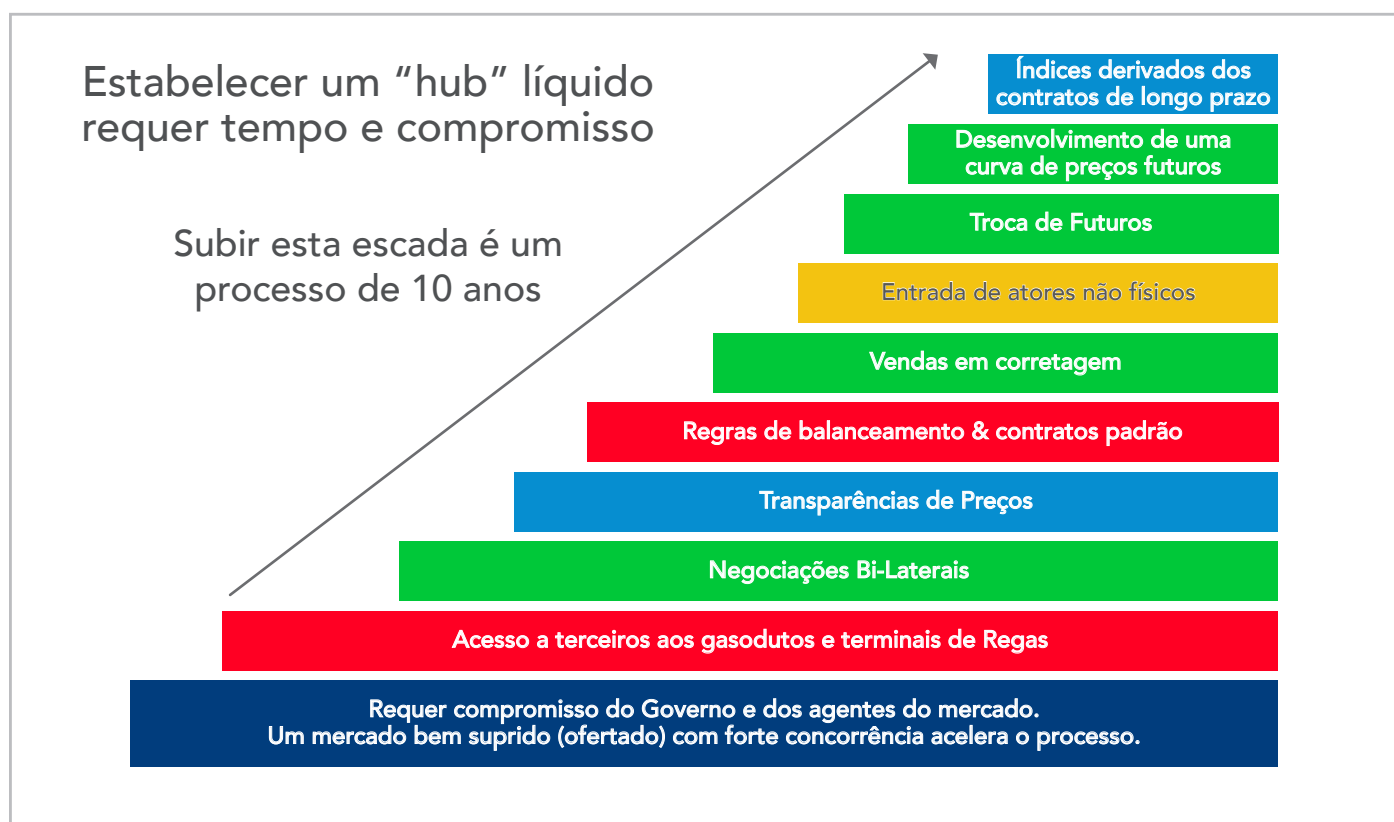 Estabelecer um “hub” líquido
requer tempo e compromisso
Subir esta escada é um
processo de 10 anos
Índices derivados dos
contratos de longo prazo
Desenvolvimento de uma
curva de preços futuros
Troca de Futuros
Entrada de atores não físicos
Vendas em corretagem
Regras de balanceamento & contratos padrão
Transparências de Preços
Negociações Bi-Laterais
Acesso a terceiros aos gasodutos e terminais de Regas
Requer compromisso do Governo e dos agentes do mercado.
Um mercado bem suprido (ofertado) com forte concorrência acelera o processo.